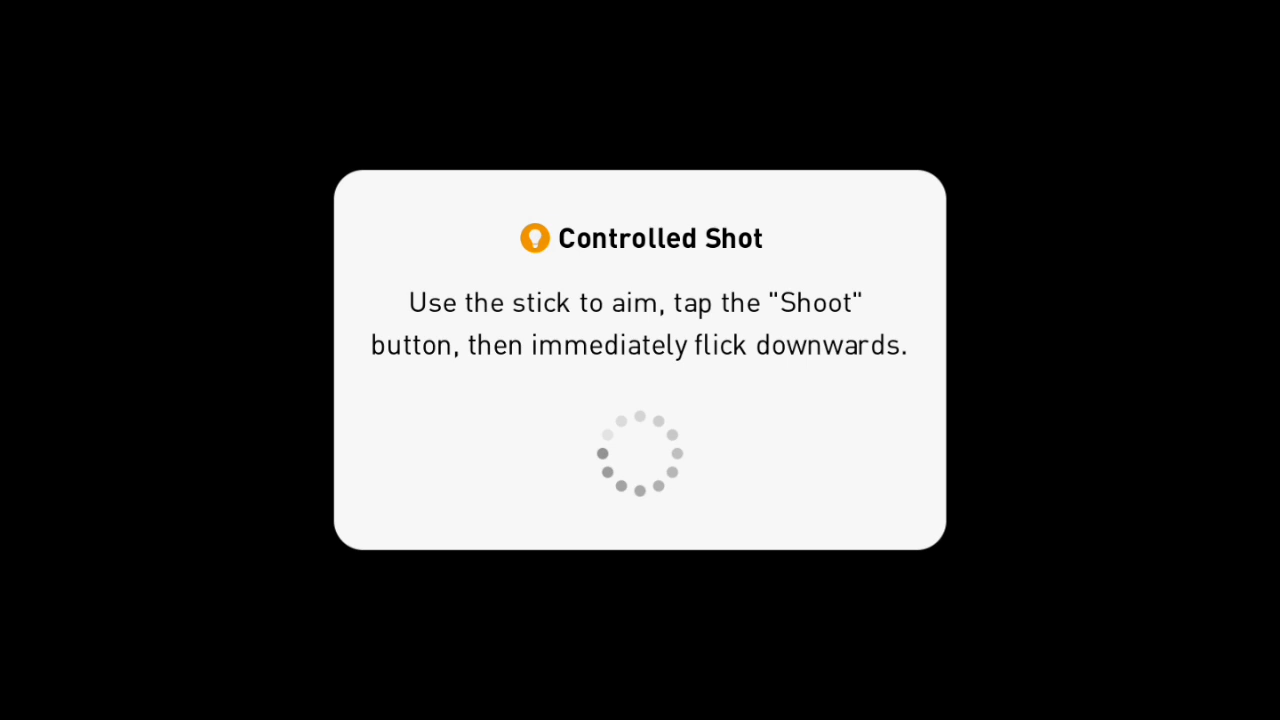 Controlled Shot
Use the stick to aim, tap the "Shoot"
button, then immediately flick downwards.